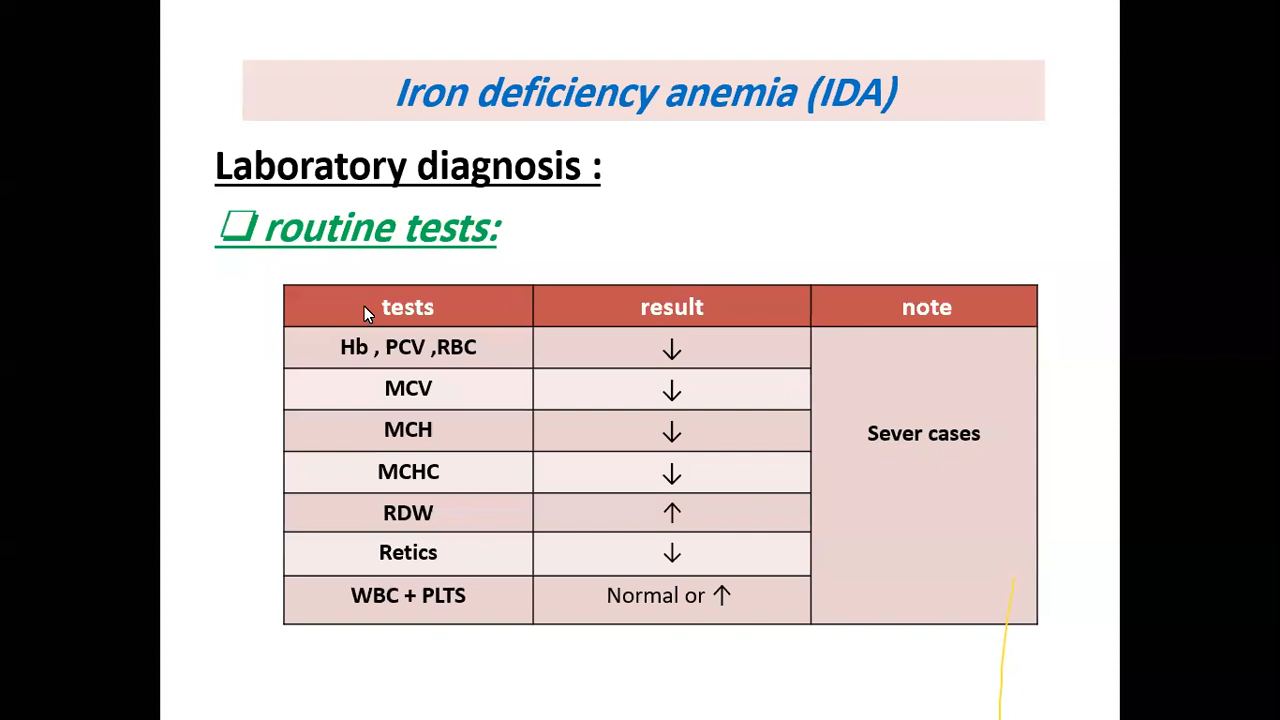 Iron deficiency anemia (IDA)
Laboratory diagnosis :
❑ routine tests:
tests result note
Hb , PCV ,RBC ↓
MCV ↓
MCH ↓
Sever cases
MCHC ↓
RDW ↑
Retics ↓
WBC + PLTS Normal or ↑